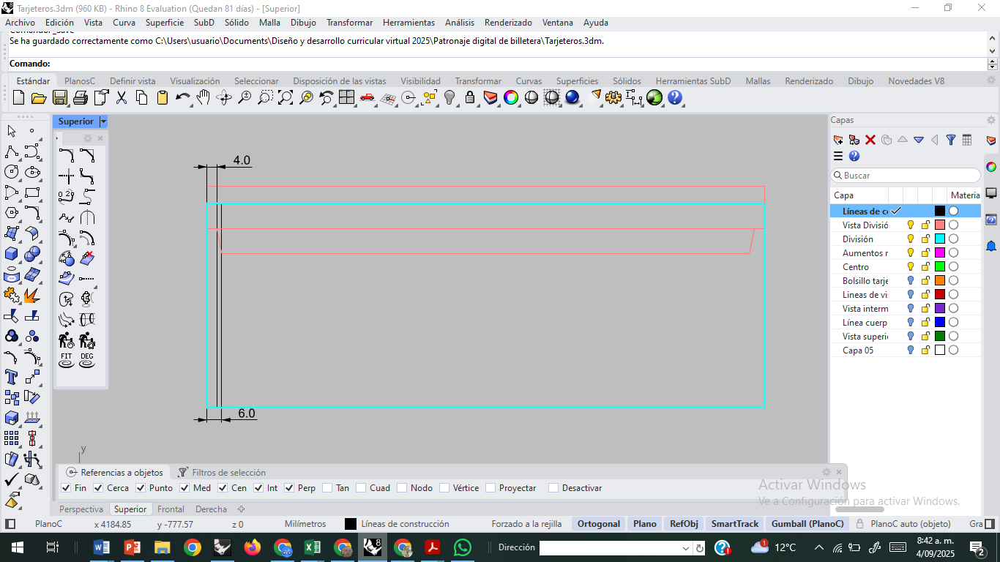 Tarjeteros.3dm (960 KB) - Rhino 8 Evaluation (Quedan 81 días) - [Superior]
Archivo Edición Vista Curva Superficie SubD Sólido Malla Dibujo Transformar Herramientas Análisis Renderizado Ventana Ayuda
Comando: _Save
Se ha guardado correctamente como C:\Users\usuario\Documents\Diseño y desarrollo curricular virtual 2025\Patronaje digital de billetera\Tarjeteros.3dm.
Comando:
Estándar PlanosC Definir vista Visualización Seleccionar Disposición de las vistas Visibilidad Transformar Curvas Superficies Sólidos Herramientas SubD Mallas Renderizado Dibujo Novedades V8
Superior
Capas
Buscar
Capa Materia
Líneas de c
Vista Divisió
División
Aumentos r
Centro
Bolsillo tarje
Lineas de vi
Vista interm
Línea cuerp
Vista superi
Capa 05
4.0
6.0
FIT DEG
y
Referencias a objetos Filtros de selección
Fin Cerca Punto Med Cen Int Perp Tan Cuad Nodo Vértice Proyectar Desactivar
Activar Windows
Ve a Configuración para activar Windows.
Perspectiva Superior Frontal Derecha
PlanoC x 4184.85 y -777.57 z 0 Milímetros Líneas de construcción Forzado a la rejilla Ortogonal Plano RefObj SmartTrack Gumball (PlanoC) PlanoC auto (objeto) Gra
Dirección 1 12°C 8:42 a. m.
4/09/2025 2